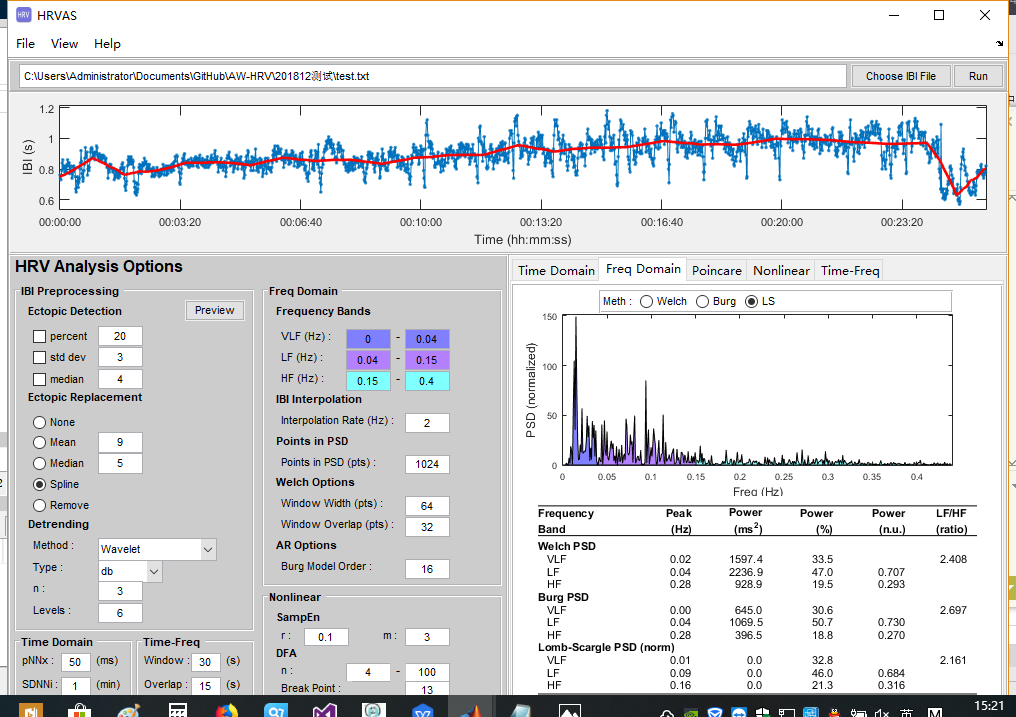 HRV HRVAS
File View Help
C:\Users\Administrator\Documents\GitHub\AW-HRV\201812测试\test.txt Choose IBI File Run
1.2
1
0.8
0.6
IBI (s)
00:00:00 00:03:20 00:06:40 00:10:00 00:13:20 00:16:40 00:20:00 00:23:20
Time (hh:mm:ss)
HRV Analysis Options
IBI Preprocessing
Ectopic Detection Preview
percent 20
std dev 3
median 4
Ectopic Replacement
None
Mean 9
Median 5
Spline
Remove
Detrending
Method : Wavelet
Type : db
n : 3
Levels : 6
Time Domain
pNNx : 50 (ms)
SDNNi : 1 (min)
Time-Freq
Window : 30 (s)
Overlap : 15 (s)
Freq Domain
Frequency Bands
VLF (Hz) : 0 - 0.04
LF (Hz) : 0.04 - 0.15
HF (Hz) : 0.15 - 0.4
IBI Interpolation
Interpolation Rate (Hz) : 2
Points in PSD
Points in PSD (pts) : 1024
Welch Options
Window Width (pts) : 64
Window Overlap (pts) : 32
AR Options
Burg Model Order : 16
Nonlinear
SampEn
r : 0.1 m : 3
DFA
n : 4 - 100
Break Point : 13
Time Domain Freq Domain Poincare Nonlinear Time-Freq
Meth : Welch Burg LS
150
100
50
0
PSD (normalized)
0 0.05 0.1 0.15 0.2 0.25 0.3 0.35 0.4
Freq (Hz)
Frequency Peak Power Power Power LF/HF
Band (Hz) (ms2) (%) (n.u.) (ratio)
Welch PSD
VLF 0.02 1597.4 33.5 2.408
LF 0.04 2236.9 47.0 0.707
HF 0.28 928.9 19.5 0.293
Burg PSD
VLF 0.00 645.0 30.6 2.697
LF 0.04 1069.5 50.7 0.730
HF 0.28 396.5 18.8 0.270
Lomb-Scargle PSD (norm)
VLF 0.01 0.0 32.8 2.161
LF 0.09 0.0 46.0 0.684
HF 0.16 0.0 21.3 0.316
15:21